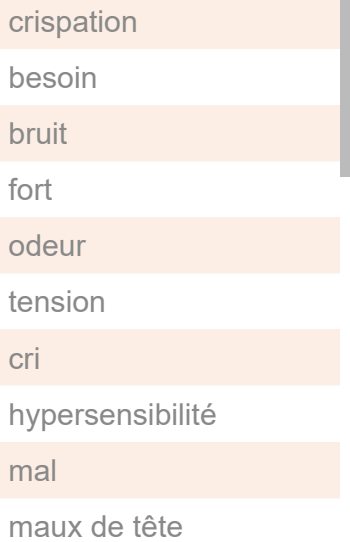 crispation
besoin
bruit
fort
odeur
tension
cri
hypersensibilité
mal
maux de tête